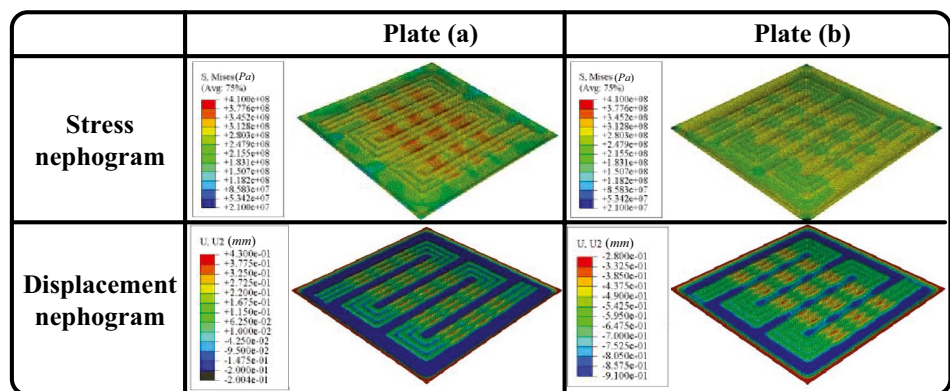 Plate (a)
Plate (b)
Stress
nephogram
S, Mises(Pa)
(Avg: 75%)
+4.100e+08
+3.776e+08
+3.452e+08
+3.128e+08
+2.803e+08
+2.479e+08
+2.155e+08
+1.831e+08
+1.507e+08
+1.182e+08
+8.583e+07
+5.342e+07
+2.100e+07
S, Mises(Pa)
(Avg: 75%)
+4.100e+08
+3.776e+08
+3.452e+08
+3.128e+08
+2.803e+08
+2.479e+08
+2.155e+08
+1.831e+08
+1.507e+08
+1.182e+08
+8.583e+07
+5.342e+07
+2.100e+07
Displacement
nephogram
U, U2 (mm)
+4.300e-01
+3.775e-01
+3.250e-01
+2.725e-01
+2.200e-01
+1.675e-01
+1.150e-01
+6.250e-02
+1.000e-02
-4.250e-02
-9.500e-02
-1.475e-01
-2.000e-01
-2.004e-01
U, U2 (mm)
-2.800e-01
-3.325e-01
-3.850e-01
-4.375e-01
-4.900e-01
-5.425e-01
-5.950e-01
-6.475e-01
-7.000e-01
-7.525e-01
-8.050e-01
-8.575e-01
-9.100e-01